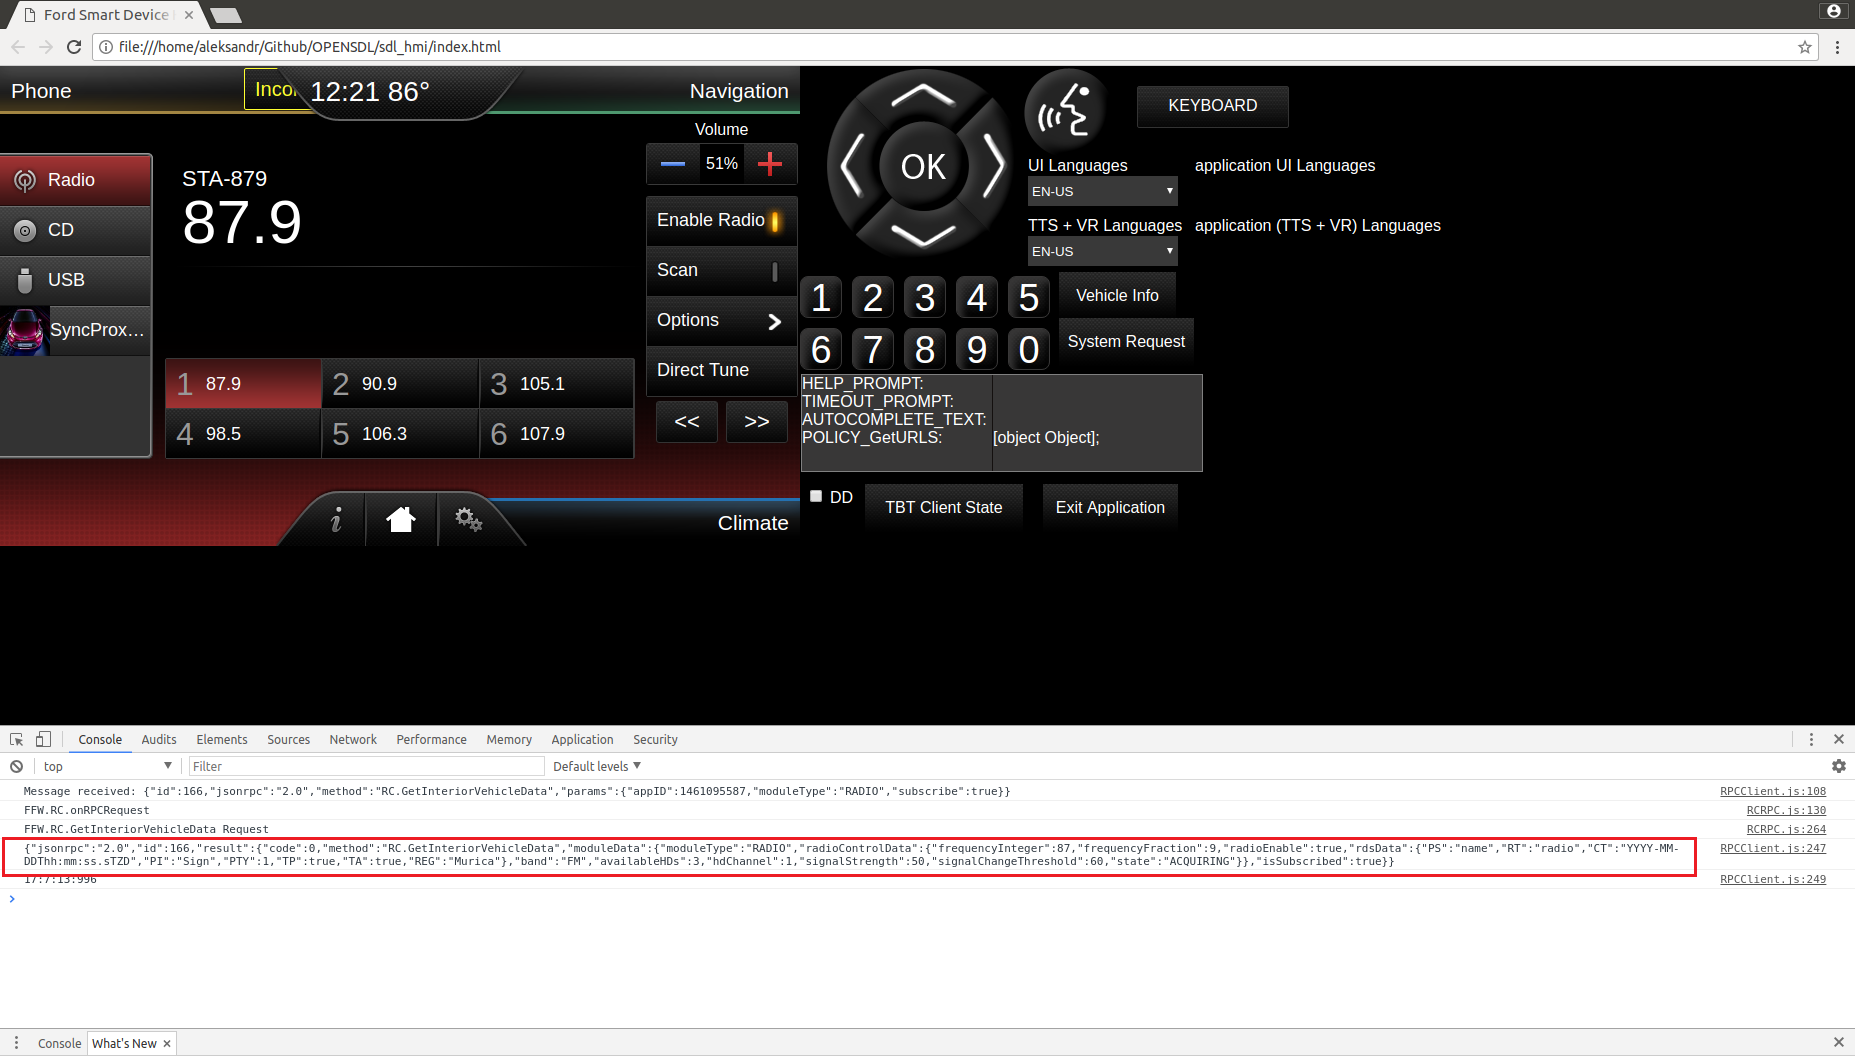 Ford Smart Device
file:///home/aleksandr/Github/OPENSDL/sdl_hmi/index.html
Phone
Incor
12:21 86°
Navigation
Volume
51%
Radio
CD
USB
SyncProx...
STA-879
87.9
Enable Radio
Scan
Options
Direct Tune
<< >>
1 87.9 2 90.9 3 105.1
4 98.5 5 106.3 6 107.9
i
Climate
OK
KEYBOARD
UI Languages application UI Languages
EN-US
TTS + VR Languages application (TTS + VR) Languages
EN-US
1 2 3 4 5 Vehicle Info
6 7 8 9 0 System Request
HELP_PROMPT:
TIMEOUT_PROMPT:
AUTOCOMPLETE_TEXT:
POLICY_GetURLS: [object Object];
DD TBT Client State Exit Application
Console Audits Elements Sources Network Performance Memory Application Security
top Filter Default levels
Message received: {"id":166,"jsonrpc":"2.0","method":"RC.GetInteriorVehicleData","params":{"appID":1461095587,"moduleType":"RADIO","subscribe":true}} RPCClient.js:108
FFW.RC.onRPCRequest RCRPC.js:130
FFW.RC.GetInteriorVehicleData Request RCRPC.js:264
{"jsonrpc":"2.0","id":166,"result":{"code":0,"method":"RC.GetInteriorVehicleData","moduleData":{"moduleType":"RADIO","radioControlData":{"frequencyInteger":87,"frequencyFraction":9,"radioEnable":true,"rdsData":{"PS":"name","RT":"radio","CT":"YYYY-MM- RPCClient.js:247
DDThh:mm:ss.sTZD","PI":"Sign","PTY":1,"TP":true,"TA":true,"REG":"Murica"},"band":"FM","availableHDs":3,"hdChannel":1,"signalStrength":50,"signalChangeThreshold":60,"state":"ACQUIRING"}},"isSubscribed":true}}
17:7:13:996 RPCClient.js:249
Console What's New